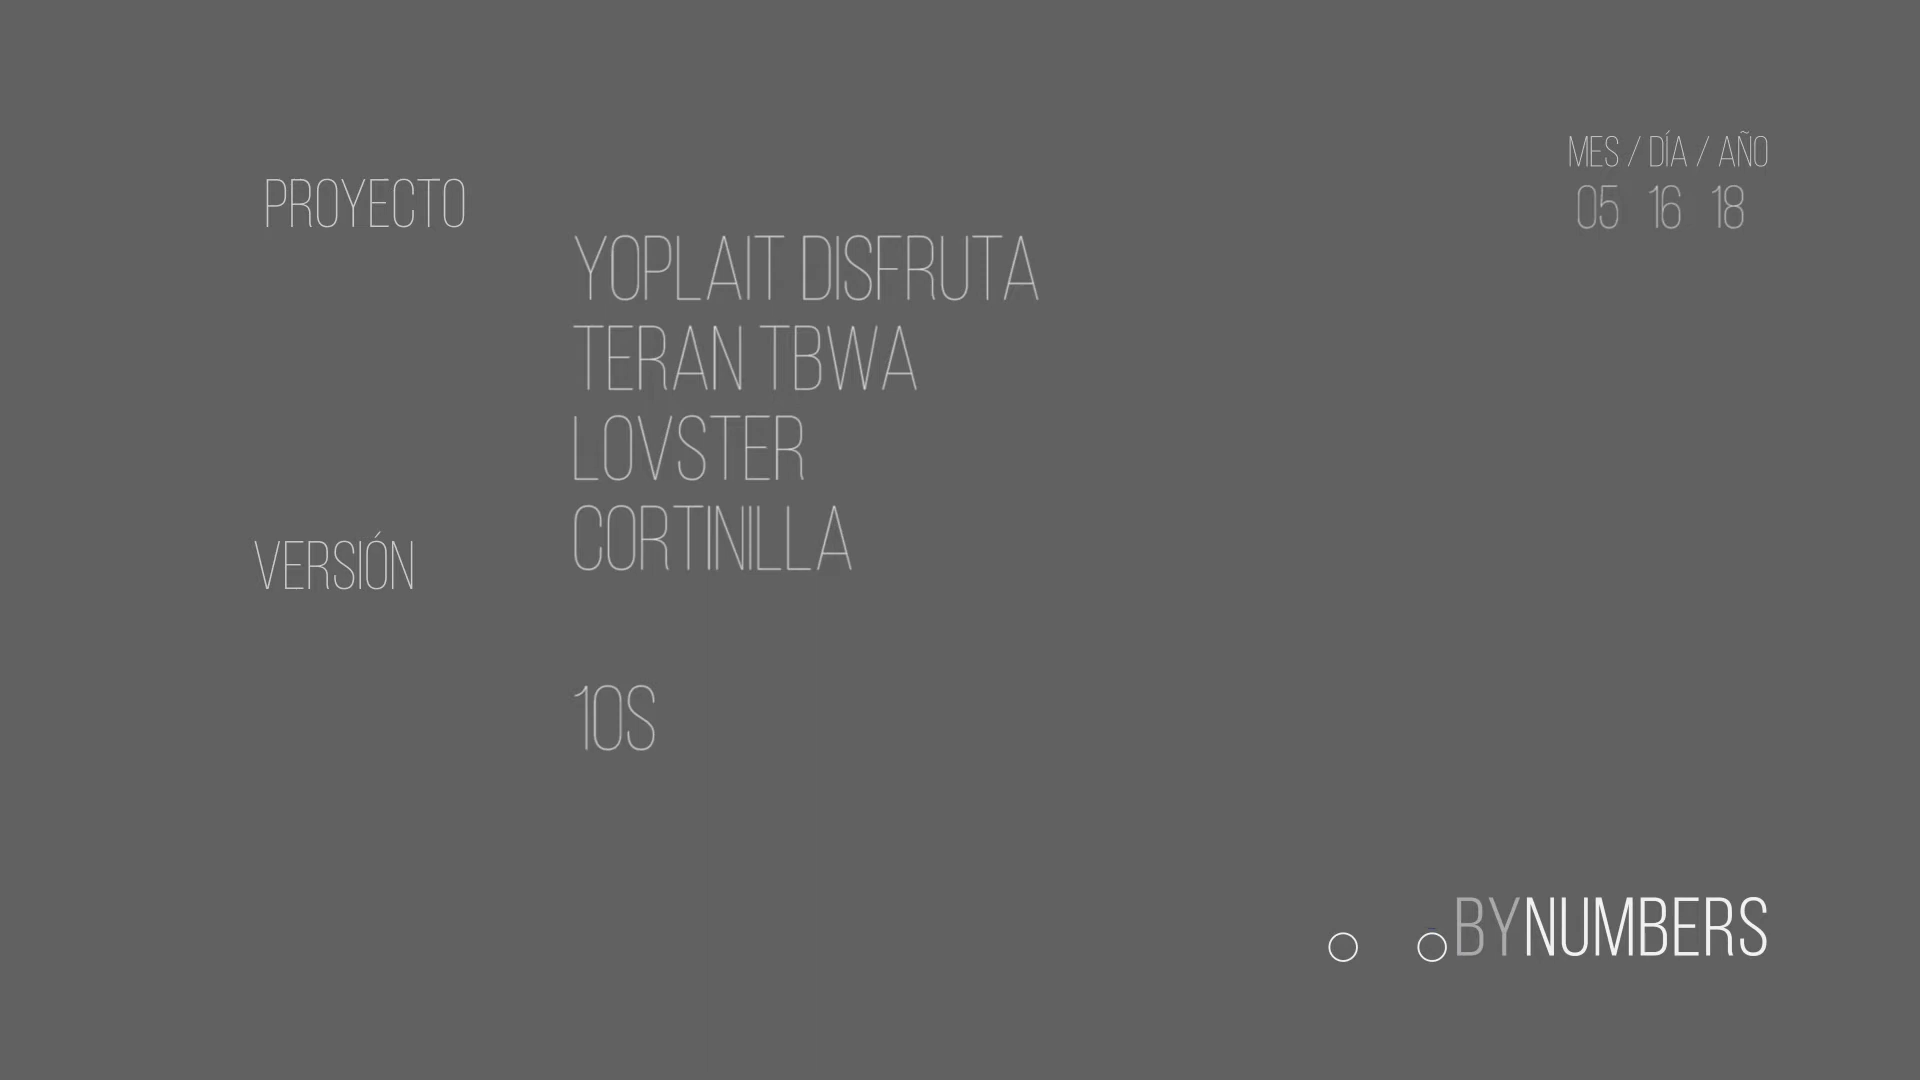 MES / DÍA / AÑO
05 16 18
PROYECTO
YOPLAIT DISFRUTA
TERAN TBWA
LOVSTER
CORTINILLA
VERSIÓN
10S
BYNUMBERS